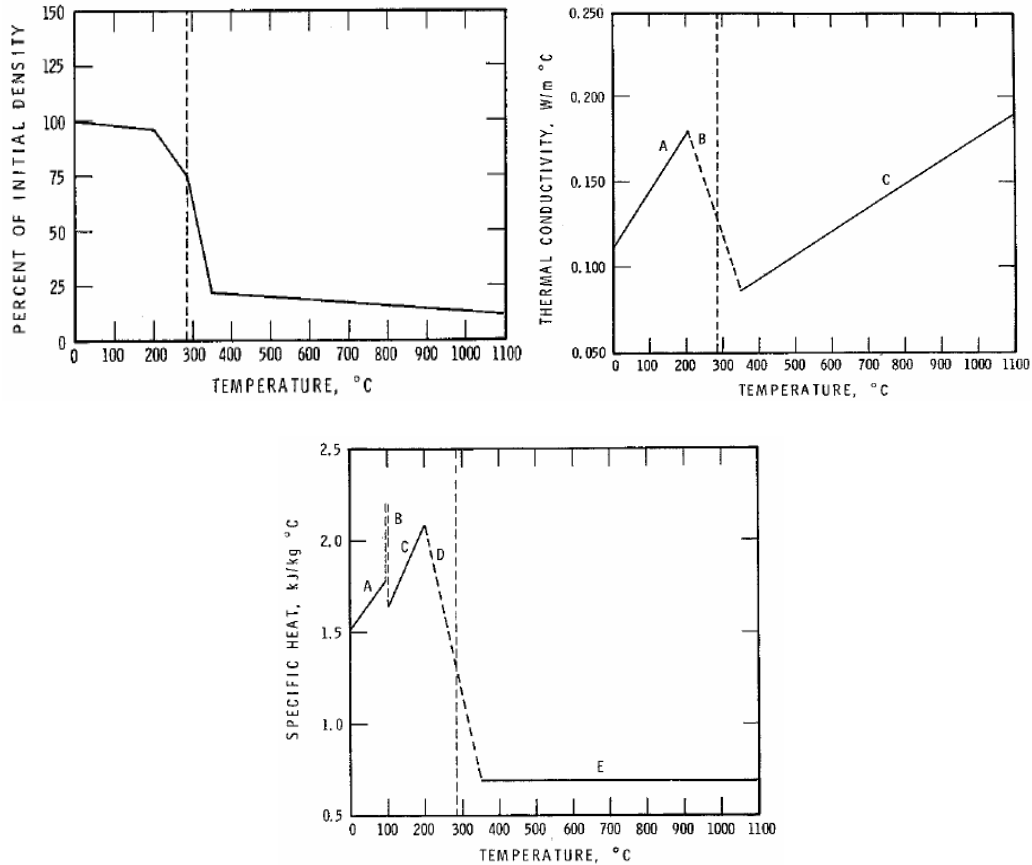 PERCENT OF INITIAL DENSITY
150
125
100
75
50
25
0
0 100 200 300 400 500 600 700 800 900 1000 1100
TEMPERATURE, °C
THERMAL CONDUCTIVITY, W/m °C
0.250
0.200
0.150
0.100
0.050
A B
C
0 100 200 300 400 500 600 700 800 900 1000 1100
TEMPERATURE, °C
SPECIFIC HEAT, kJ/kg °C
2.5
2.0
1.5
1.0
0.5
B
C D
A
E
0 100 200 300 400 500 600 700 800 900 1000 1100
TEMPERATURE, °C